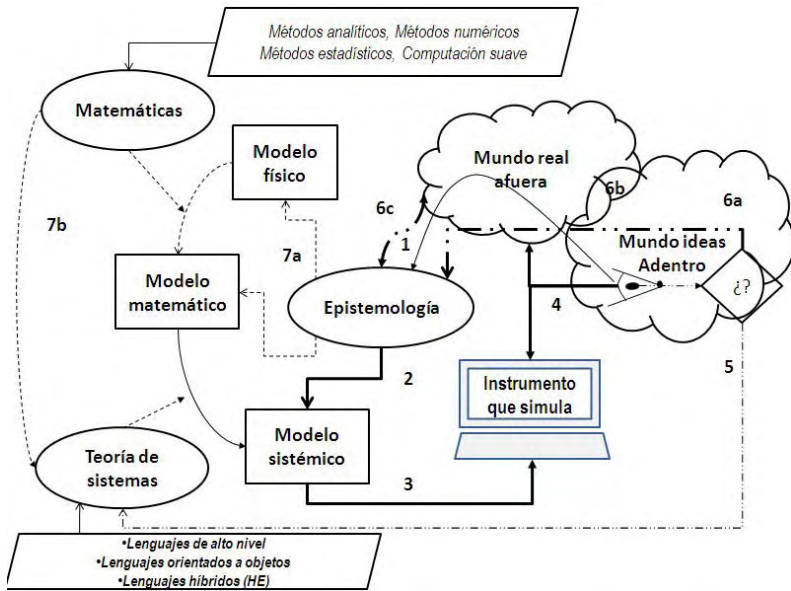 Métodos analíticos, Métodos numéricos
Métodos estadísticos, Computación suave
Matemáticas
Modelo
físico
Mundo real
afuera
6b
6a
6c
7b
1
7a
Mundo ideas
Adentro
Modelo
matemático
Epistemología
¿?
4
5
2
Instrumento
que simula
Modelo
sistémico
Teoría de
sistemas
3
•Lenguajes de alto nivel
•Lenguajes orientados a objetos
•Lenguajes híbridos (HE)